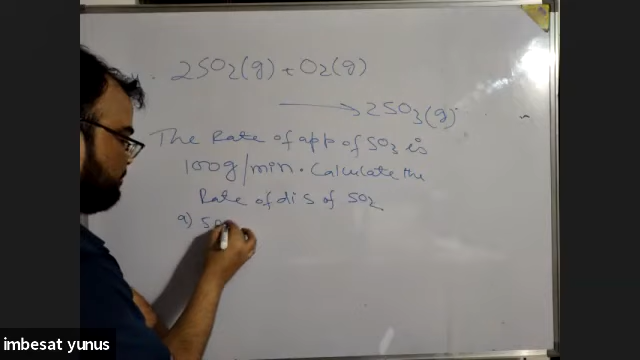 2SO2(g) + O2(g)
→ 2SO3(g)
The Rate of app of SO3 is
100g/min. Calculate the
Rate of dis of SO2
a)
imbesat yunus